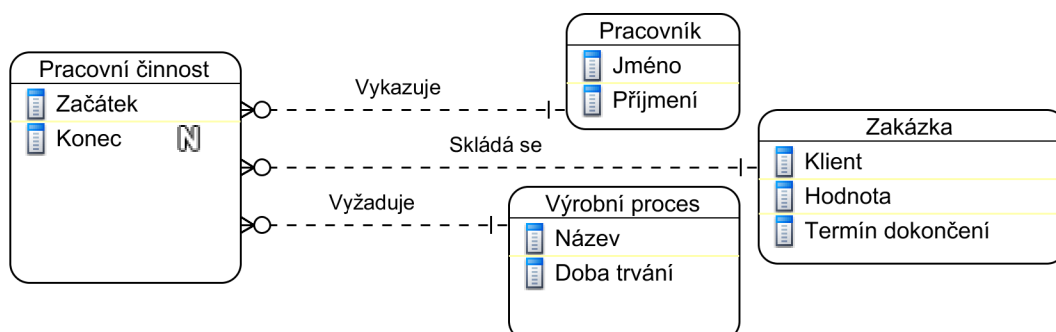 Pracovní činnost
Začátek
Konec
N
Vykazuje
Skládá se
Vyžaduje
Pracovník
Jméno
Příjmení
Zakázka
Klient
Hodnota
Termín dokončení
Výrobní proces
Název
Doba trvání